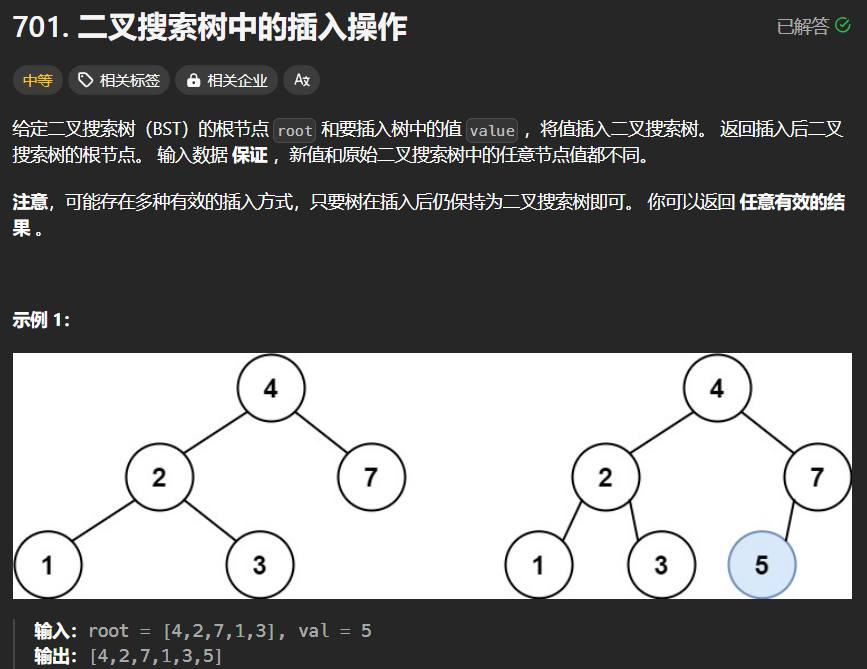 701. 二叉搜索树中的插入操作
已解答
中等 相关标签 相关企业 Ax
给定二叉搜索树（BST）的根节点 root 和要插入树中的值 value ，将值插入二叉搜索树。 返回插入后二叉
搜索树的根节点。 输入数据 保证 ，新值和原始二叉搜索树中的任意节点值都不同。
注意，可能存在多种有效的插入方式，只要树在插入后仍保持为二叉搜索树即可。 你可以返回 任意有效的结
果 。
示例 1：
4 4
2 7 2 7
1 3 1 3 5
输入：root = [4,2,7,1,3], val = 5
输出：[4,2,7,1,3,5]